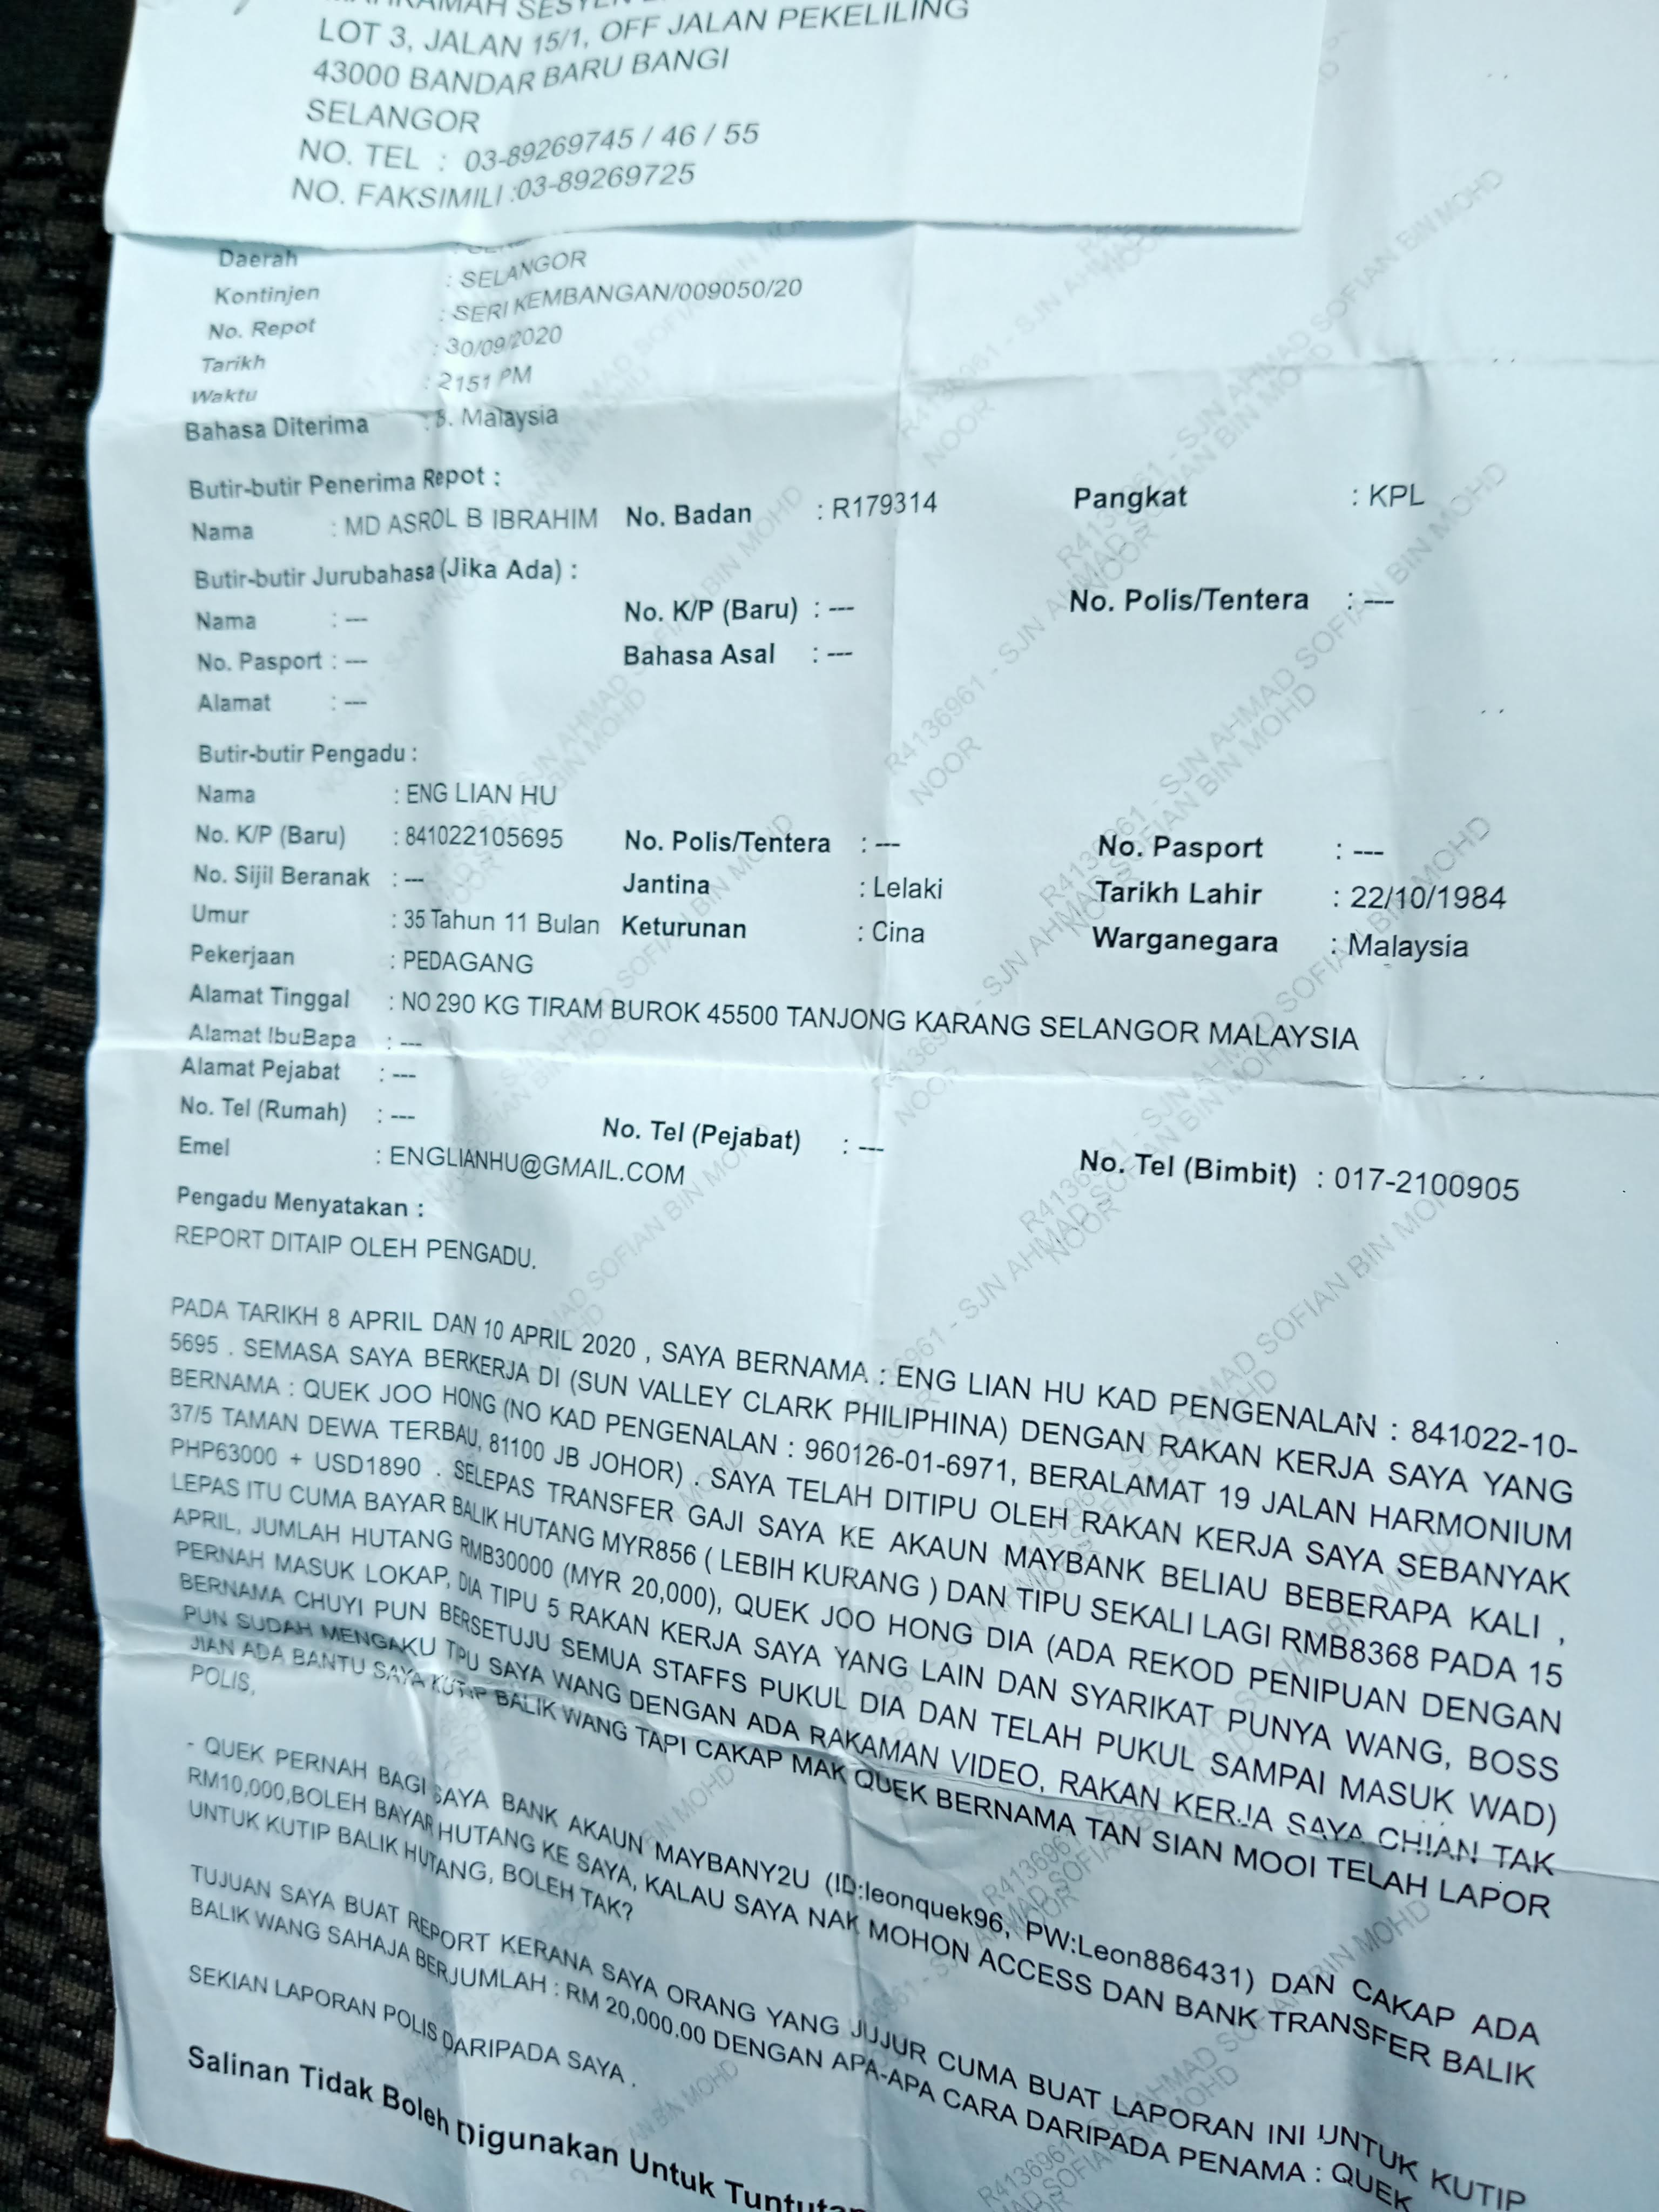 LOT 3, JALAN 15/1, OFF JALAN PEKELILING
43000 BANDAR BARU BANGI
SELANGOR
NO. TEL : 03-89269745 / 46 / 55
NO. FAKSIMILI :03-89269725
Daerah
Kontinjen : SELANGOR
No. Repot : SERI KEMBANGAN/009050/20
Tarikh : 30/09/2020
Waktu : 2151 PM
Bahasa Diterima : B. Malaysia
Butir-butir Penerima Repot :
Nama : MD ASROL B IBRAHIM No. Badan : R179314 Pangkat : KPL
Butir-butir Jurubahasa (Jika Ada) :
Nama : --- No. K/P (Baru) : --- No. Polis/Tentera : ---
No. Pasport : --- Bahasa Asal : ---
Alamat : ---
Butir-butir Pengadu :
Nama : ENG LIAN HU
No. K/P (Baru) : 841022105695 No. Polis/Tentera : --- No. Pasport : ---
No. Sijil Beranak : --- Jantina : Lelaki Tarikh Lahir : 22/10/1984
Umur : 35 Tahun 11 Bulan Keturunan : Cina Warganegara : Malaysia
Pekerjaan : PEDAGANG
Alamat Tinggal : NO 290 KG TIRAM BUROK 45500 TANJONG KARANG SELANGOR MALAYSIA
Alamat IbuBapa : ---
Alamat Pejabat : ---
No. Tel (Rumah) : --- No. Tel (Pejabat) : --- No. Tel (Bimbit) : 017-2100905
Emel : ENGLIANHU@GMAIL.COM
Pengadu Menyatakan :
REPORT DITAIP OLEH PENGADU.
PADA TARIKH 8 APRIL DAN 10 APRIL 2020 , SAYA BERNAMA : ENG LIAN HU KAD PENGENALAN : 841022-10-
5695 . SEMASA SAYA BERKERJA DI (SUN VALLEY CLARK PHILIPHINA) DENGAN RAKAN KERJA SAYA YANG
BERNAMA : QUEK JOO HONG (NO KAD PENGENALAN : 960126-01-6971, BERALAMAT 19 JALAN HARMONIUM
37/5 TAMAN DEWA TERBAU, 81100 JB JOHOR) . SAYA TELAH DITIPU OLEH RAKAN KERJA SAYA SEBANYAK
PHP63000 + USD1890 . SELEPAS TRANSFER GAJI SAYA KE AKAUN MAYBANK BELIAU BEBERAPA KALI ,
LEPAS ITU CUMA BAYAR BALIK HUTANG MYR856 ( LEBIH KURANG ) DAN TIPU SEKALI LAGI RMB8368 PADA 15
APRIL, JUMLAH HUTANG RMB30000 (MYR 20,000), QUEK JOO HONG DIA (ADA REKOD PENIPUAN DENGAN
PERNAH MASUK LOKAP, DIA TIPU 5 RAKAN KERJA SAYA YANG LAIN DAN SYARIKAT PUNYA WANG, BOSS
BERNAMA CHUYI PUN BERSETUJU SEMUA STAFFS PUKUL DIA DAN TELAH PUKUL SAMPAI MASUK WAD)
PUN SUDAH MENGAKU TPU SAYA WANG DENGAN ADA RAKAMAN VIDEO, RAKAN KERJA SAYA CHIAN TAK
JIAN ADA BANTU SAYA KUTIP BALIK WANG TAPI CAKAP MAK QUEK BERNAMA TAN SIAN MOOI TELAH LAPOR
POLIS,
- QUEK PERNAH BAGI SAYA BANK AKAUN MAYBANY2U (ID:leonquek96, PW:Leon886431) DAN CAKAP ADA
RM10,000,BOLEH BAYAR HUTANG KE SAYA, KALAU SAYA NAK MOHON ACCESS DAN BANK TRANSFER BALIK
UNTUK KUTIP BALIK HUTANG, BOLEH TAK?
TUJUAN SAYA BUAT REPORT KERANA SAYA ORANG YANG JUJUR CUMA BUAT LAPORAN INI UNTUK KUTIP
BALIK WANG SAHAJA BERJUMLAH : RM 20,000.00 DENGAN APA-APA CARA DARIPADA PENAMA : QUEK
SEKIAN LAPORAN POLIS DARIPADA SAYA .
Salinan Tidak Boleh Digunakan Untuk